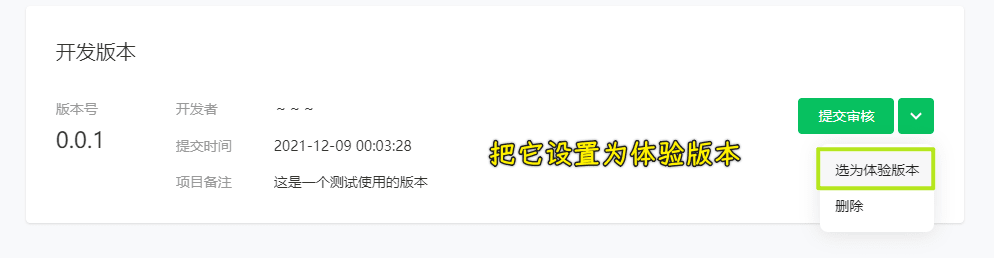 开发版本
版本号
0.0.1
开发者 ~ ~ ~
提交时间 2021-12-09 00:03:28
项目备注 这是一个测试使用的版本
把它设置为体验版本
提交审核
选为体验版本
删除